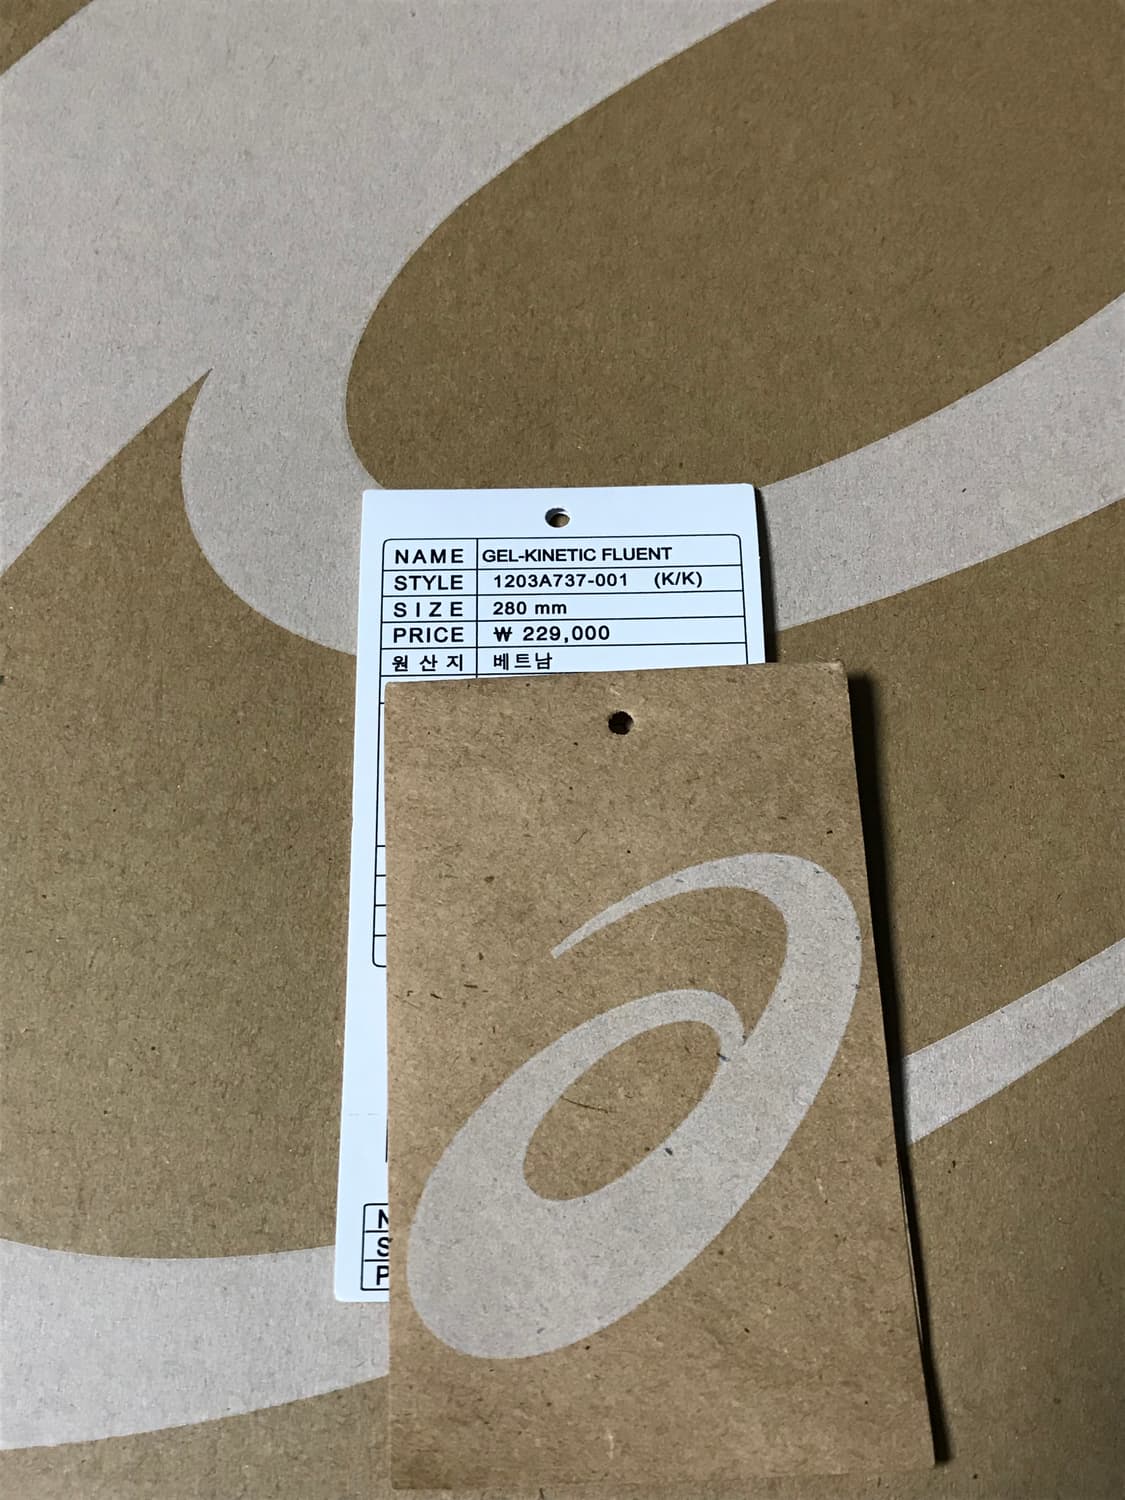 NAME GEL-KINETIC FLUENT
STYLE 1203A737-001 (K/K)
SIZE 280 mm
PRICE ₩ 229,000
원산지 베트남
N
S
P